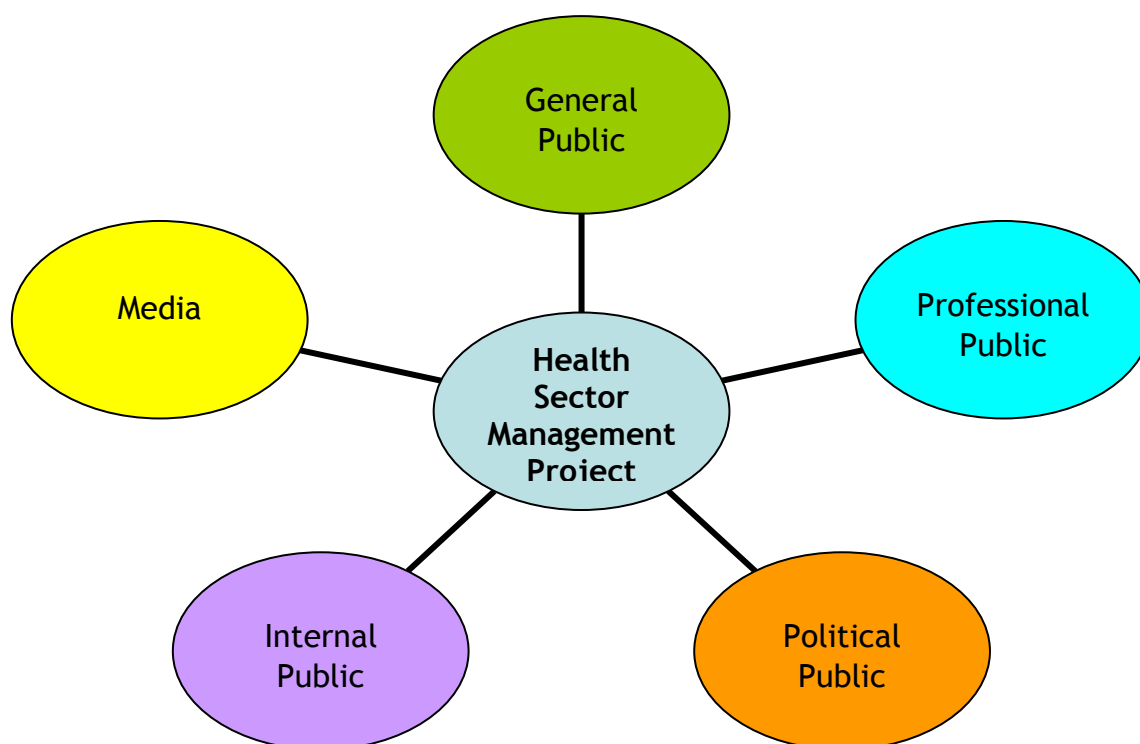 General
Public
Media
Professional
Public
Health
Sector
Management
Project
Internal
Public
Political
Public